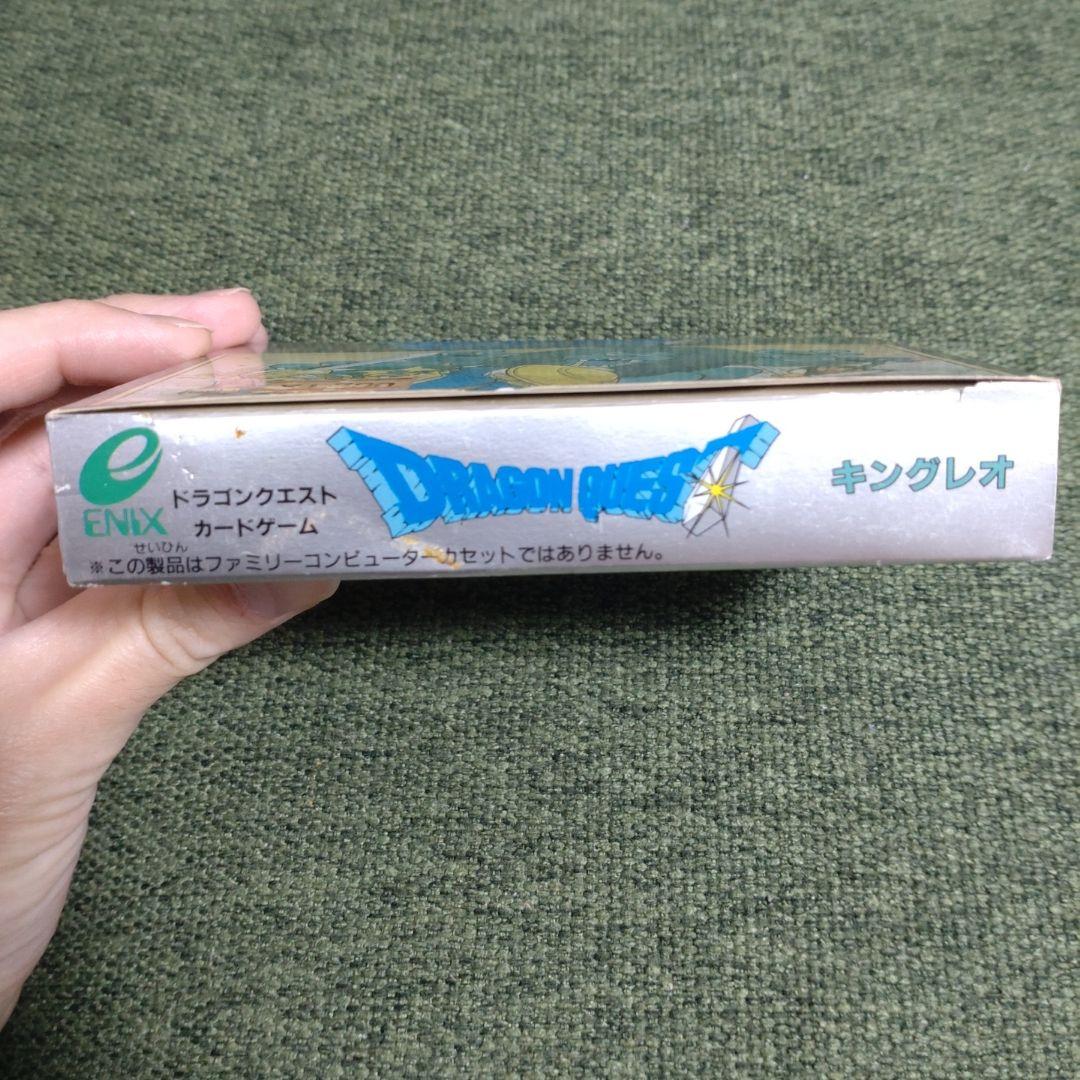 ENIX
ドラゴンクエスト
カードゲーム
DRAGON QUEST
キングレオ
せいひん
※この製品はファミリーコンピューターカセットではありません。